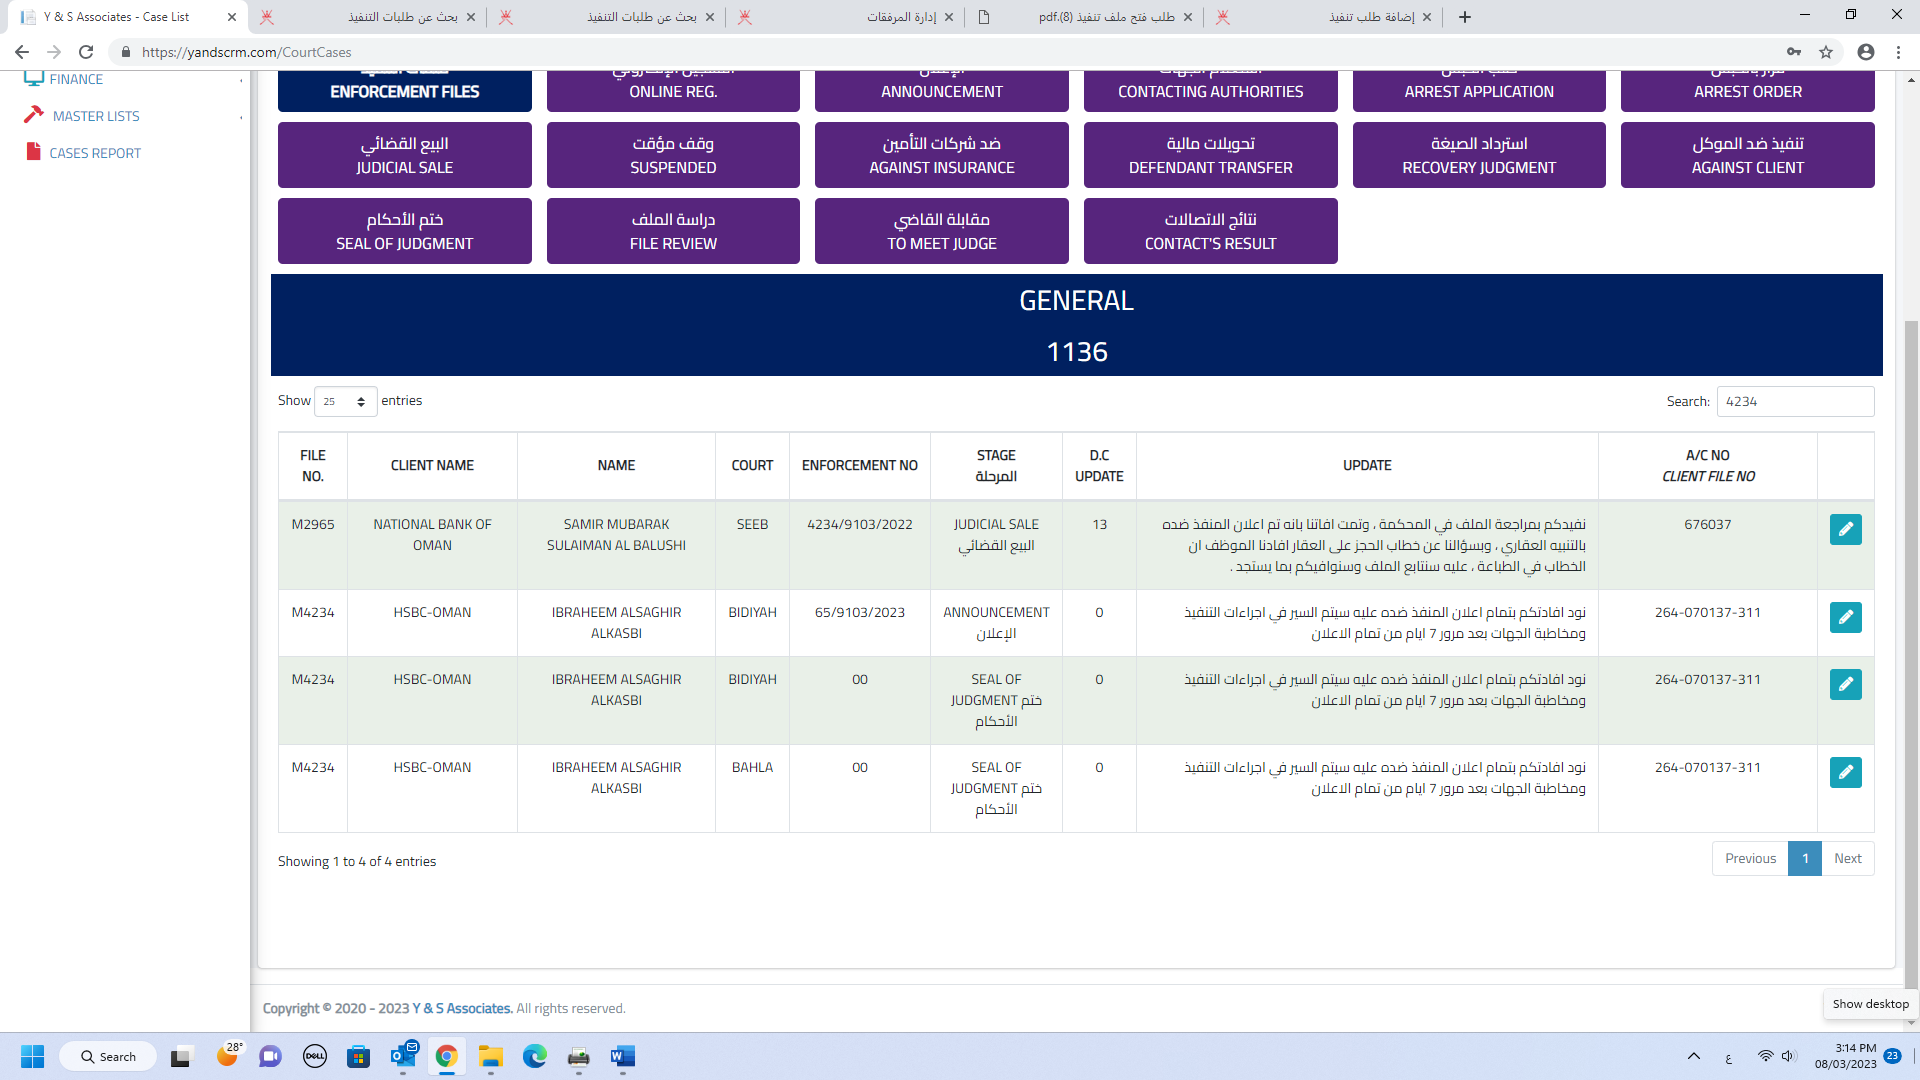 Y & S Associates - Case List
بحث عن طلبات التنفيذ
بحث عن طلبات التنفيذ
إدارة المرفقات
طلب فتح ملف تنفيذ (8).pdf
إضافة طلب تنفيذ
https://yandscrm.com/CourtCases
FINANCE
MASTER LISTS
CASES REPORT
ENFORCEMENT FILES
ONLINE REG.
ANNOUNCEMENT
CONTACTING AUTHORITIES
ARREST APPLICATION
ARREST ORDER
البيع القضائي
JUDICIAL SALE
وقف مؤقت
SUSPENDED
ضد شركات التأمين
AGAINST INSURANCE
تحويلات مالية
DEFENDANT TRANSFER
استرداد الصيغة
RECOVERY JUDGMENT
تنفيذ ضد الموكل
AGAINST CLIENT
ختم الأحكام
SEAL OF JUDGMENT
دراسة الملف
FILE REVIEW
مقابلة القاضي
TO MEET JUDGE
نتائج الاتصالات
CONTACT'S RESULT
GENERAL
1136
Show 25 entries
Search: 4234
FILE NO.
CLIENT NAME
NAME
COURT
ENFORCEMENT NO
STAGE
المرحلة
D.C UPDATE
UPDATE
A/C NO
CLIENT FILE NO
M2965
NATIONAL BANK OF
OMAN
SAMIR MUBARAK
SULAIMAN AL BALUSHI
SEEB
4234/9103/2022
JUDICIAL SALE
البيع القضائي
13
نفيدكم بمراجعة الملف في المحكمة ، وتمت افاتنا بانه تم اعلان المنفذ ضده
بالتنبيه العقاري ، وبسؤالنا عن خطاب الحجز على العقار افادنا الموظف ان
الخطاب في الطباعة ، عليه سنتابع الملف وسنوافيكم بما يستجد .
676037
M4234
HSBC-OMAN
IBRAHEEM ALSAGHIR
ALKASBI
BIDIYAH
65/9103/2023
ANNOUNCEMENT
الإعلان
0
نود افادتكم بتمام اعلان المنفذ ضده عليه سيتم السير في اجراءات التنفيذ
ومخاطبة الجهات بعد مرور 7 ايام من تمام الاعلان
264-070137-311
M4234
HSBC-OMAN
IBRAHEEM ALSAGHIR
ALKASBI
BIDIYAH
00
SEAL OF
JUDGMENT ختم
الأحكام
0
نود افادتكم بتمام اعلان المنفذ ضده عليه سيتم السير في اجراءات التنفيذ
ومخاطبة الجهات بعد مرور 7 ايام من تمام الاعلان
264-070137-311
M4234
HSBC-OMAN
IBRAHEEM ALSAGHIR
ALKASBI
BAHLA
00
SEAL OF
JUDGMENT ختم
الأحكام
0
نود افادتكم بتمام اعلان المنفذ ضده عليه سيتم السير في اجراءات التنفيذ
ومخاطبة الجهات بعد مرور 7 ايام من تمام الاعلان
264-070137-311
Showing 1 to 4 of 4 entries
Previous 1 Next
Copyright © 2020 - 2023 Y & S Associates. All rights reserved.
Show desktop
Search
28°
DELL
ع
3:14 PM
08/03/2023
23